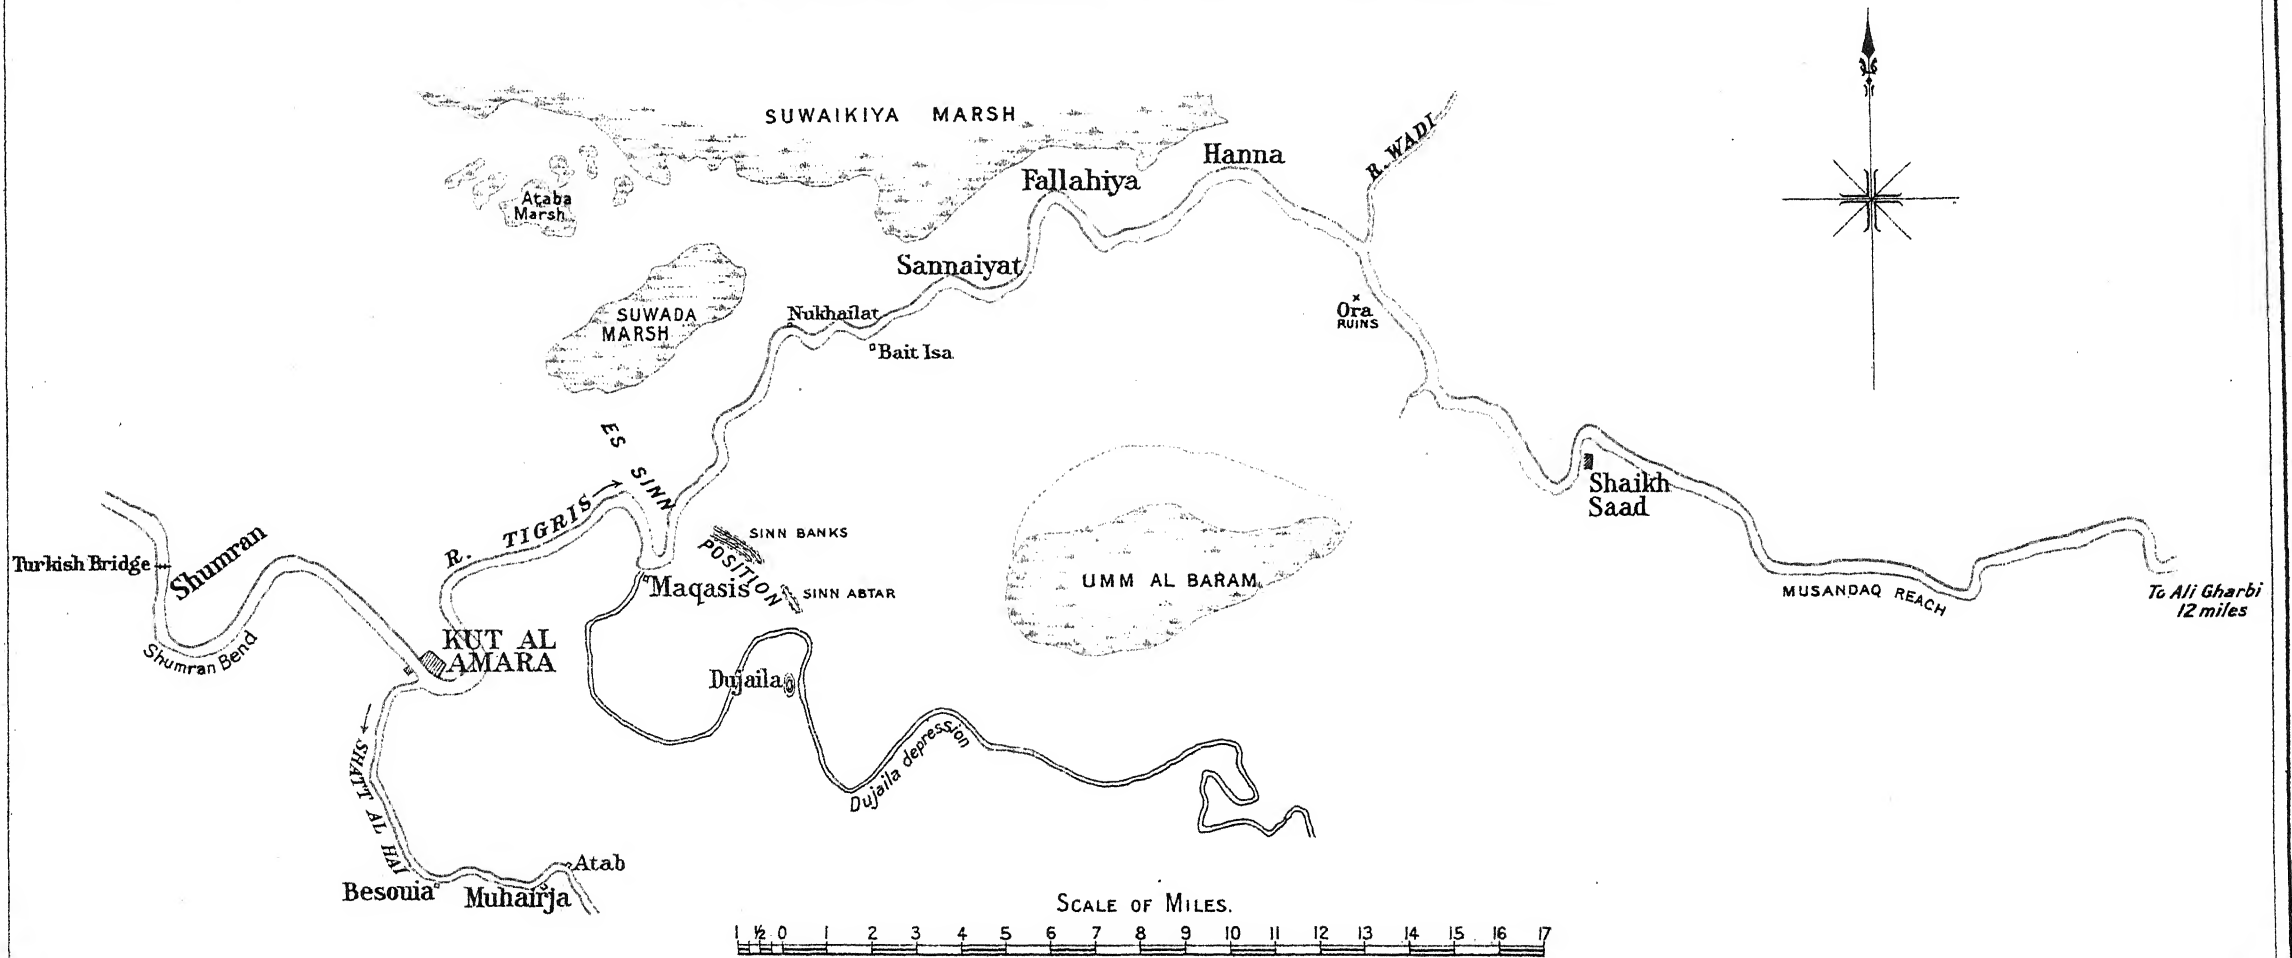 SUWAIKIYA MARSH
Hanna
R. WADI
Fallahiya
Ataba
Marsh
Sannaiyat
Nukhailat
SUWADA
MARSH
Ora
RUINS
Bait Isa
ES SINN
POSITION
Shaikh
Saad
R. TIGRIS
SINN BANKS
Shumran
Turkish Bridge
Maqasis
SINN ABTAR
UMM AL BARAM
MUSANDAQ REACH
To Ali Gharbi
12 miles
KUT AL
AMARA
Shumran Bend
Dujaila
Dujaila depression
SHATT AL HAI
Atab
Besouia
Muhairja
SCALE OF MILES.
1 ½ 0 1 2 3 4 5 6 7 8 9 10 11 12 13 14 15 16 17